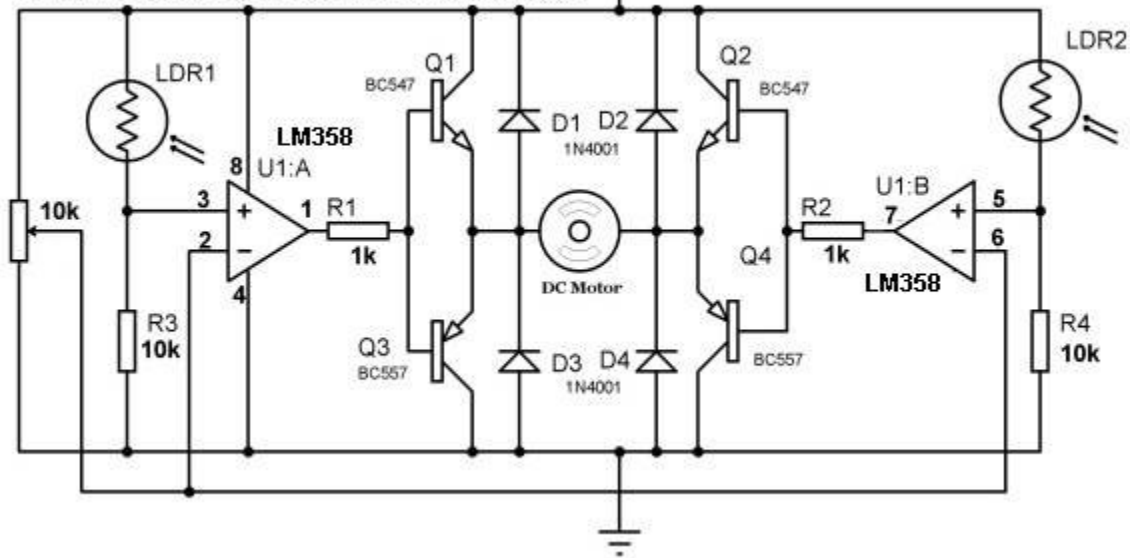 LDR1
Q1
BC547
Q2
BC547
LDR2
LM358
8
U1:A
D1
D2
1N4001
U1:B
10k
3
2
1
R1
1k
4
DC Motor
R2
1k
7
5
6
LM358
Q4
R3
10k
Q3
BC557
D3
D4
1N4001
BC557
R4
10k